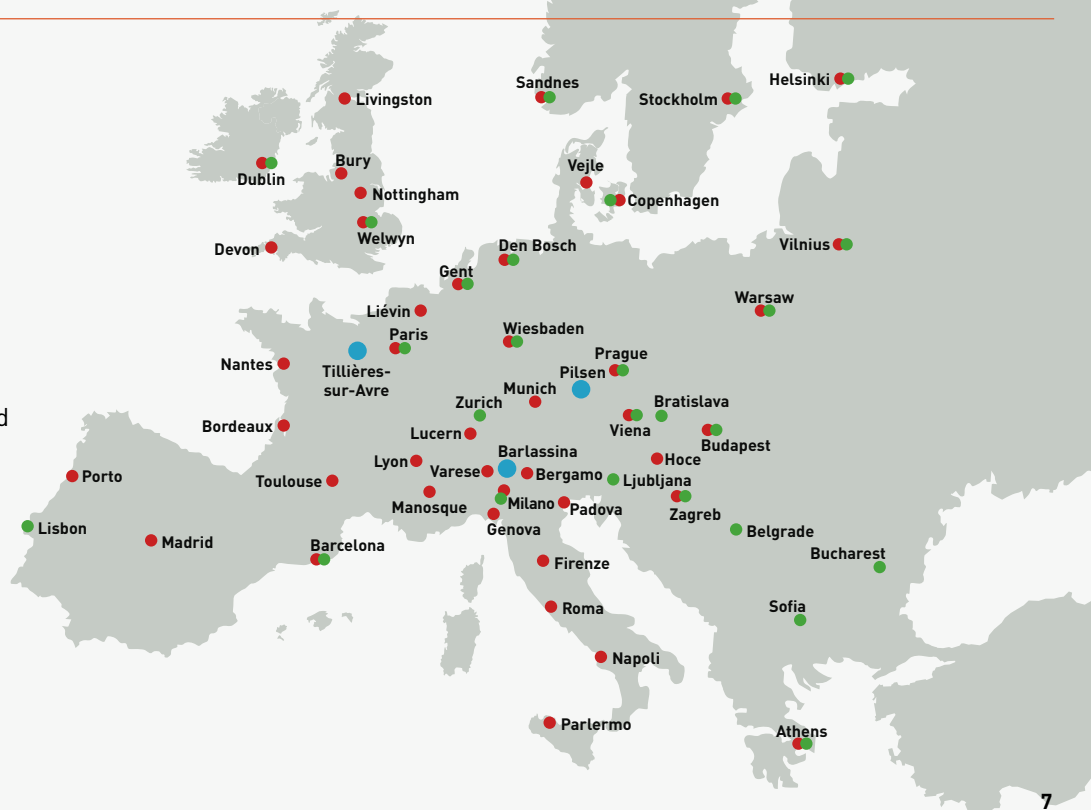 Sandnes
Helsinki
Stockholm
Livingston
Bury
Vejle
Dublin
Nottingham
Copenhagen
Welwyn
Devon
Den Bosch
Vilnius
Gent
Warsaw
Liévin
Paris
Wiesbaden
Prague
Nantes
Tillières-
sur-Avre
Pilsen
Munich
Zurich
Bratislava
d
Bordeaux
Lucern
Viena
Budapest
Barlassina
Lyon
Varese
Bergamo
Hoce
Porto
Toulouse
Ljubljana
Manosque
Milano
Padova
Zagreb
Lisbon
Genova
Madrid
Belgrade
Barcelona
Bucharest
Firenze
Roma
Sofia
Napoli
Parlermo
Athens
7